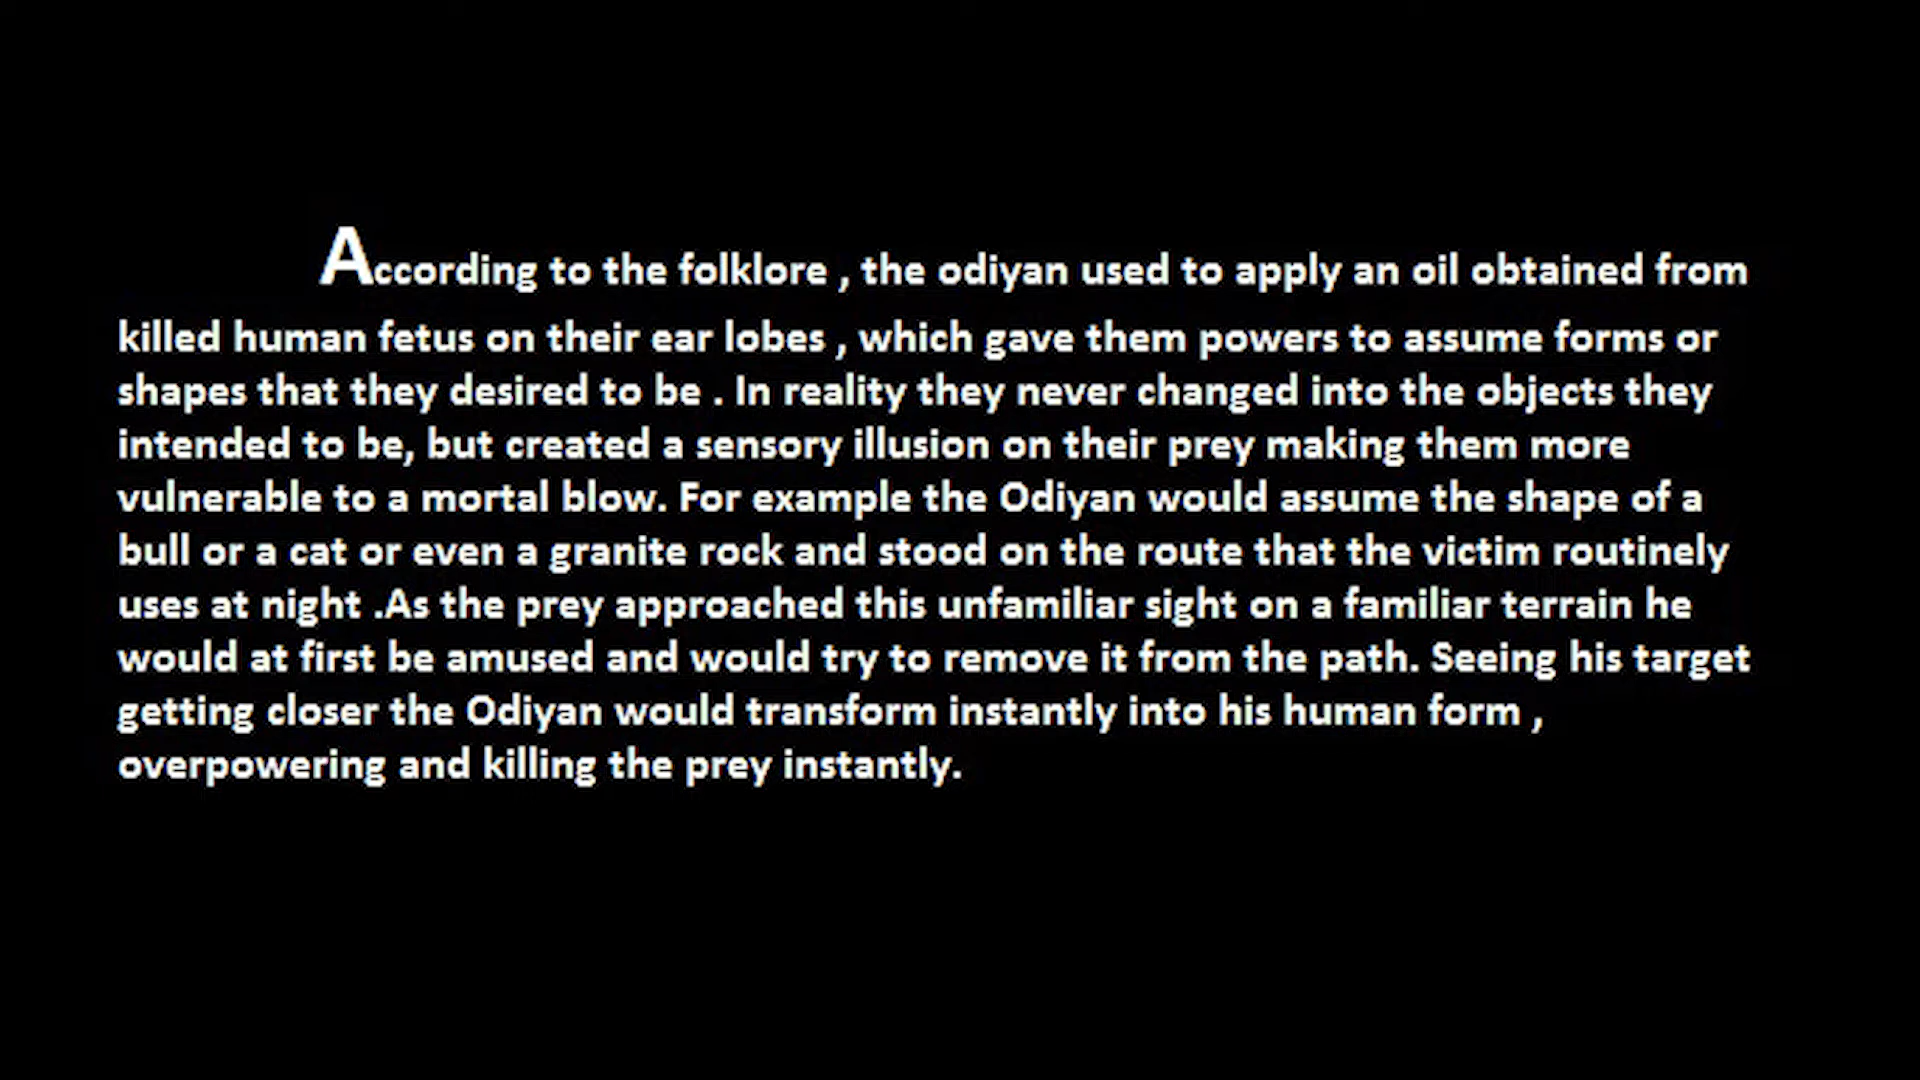 According to the folklore , the odiyan used to apply an oil obtained from
killed human fetus on their ear lobes , which gave them powers to assume forms or
shapes that they desired to be . In reality they never changed into the objects they
intended to be, but created a sensory illusion on their prey making them more
vulnerable to a mortal blow. For example the Odiyan would assume the shape of a
bull or a cat or even a granite rock and stood on the route that the victim routinely
uses at night .As the prey approached this unfamiliar sight on a familiar terrain he
would at first be amused and would try to remove it from the path. Seeing his target
getting closer the Odiyan would transform instantly into his human form ,
overpowering and killing the prey instantly.